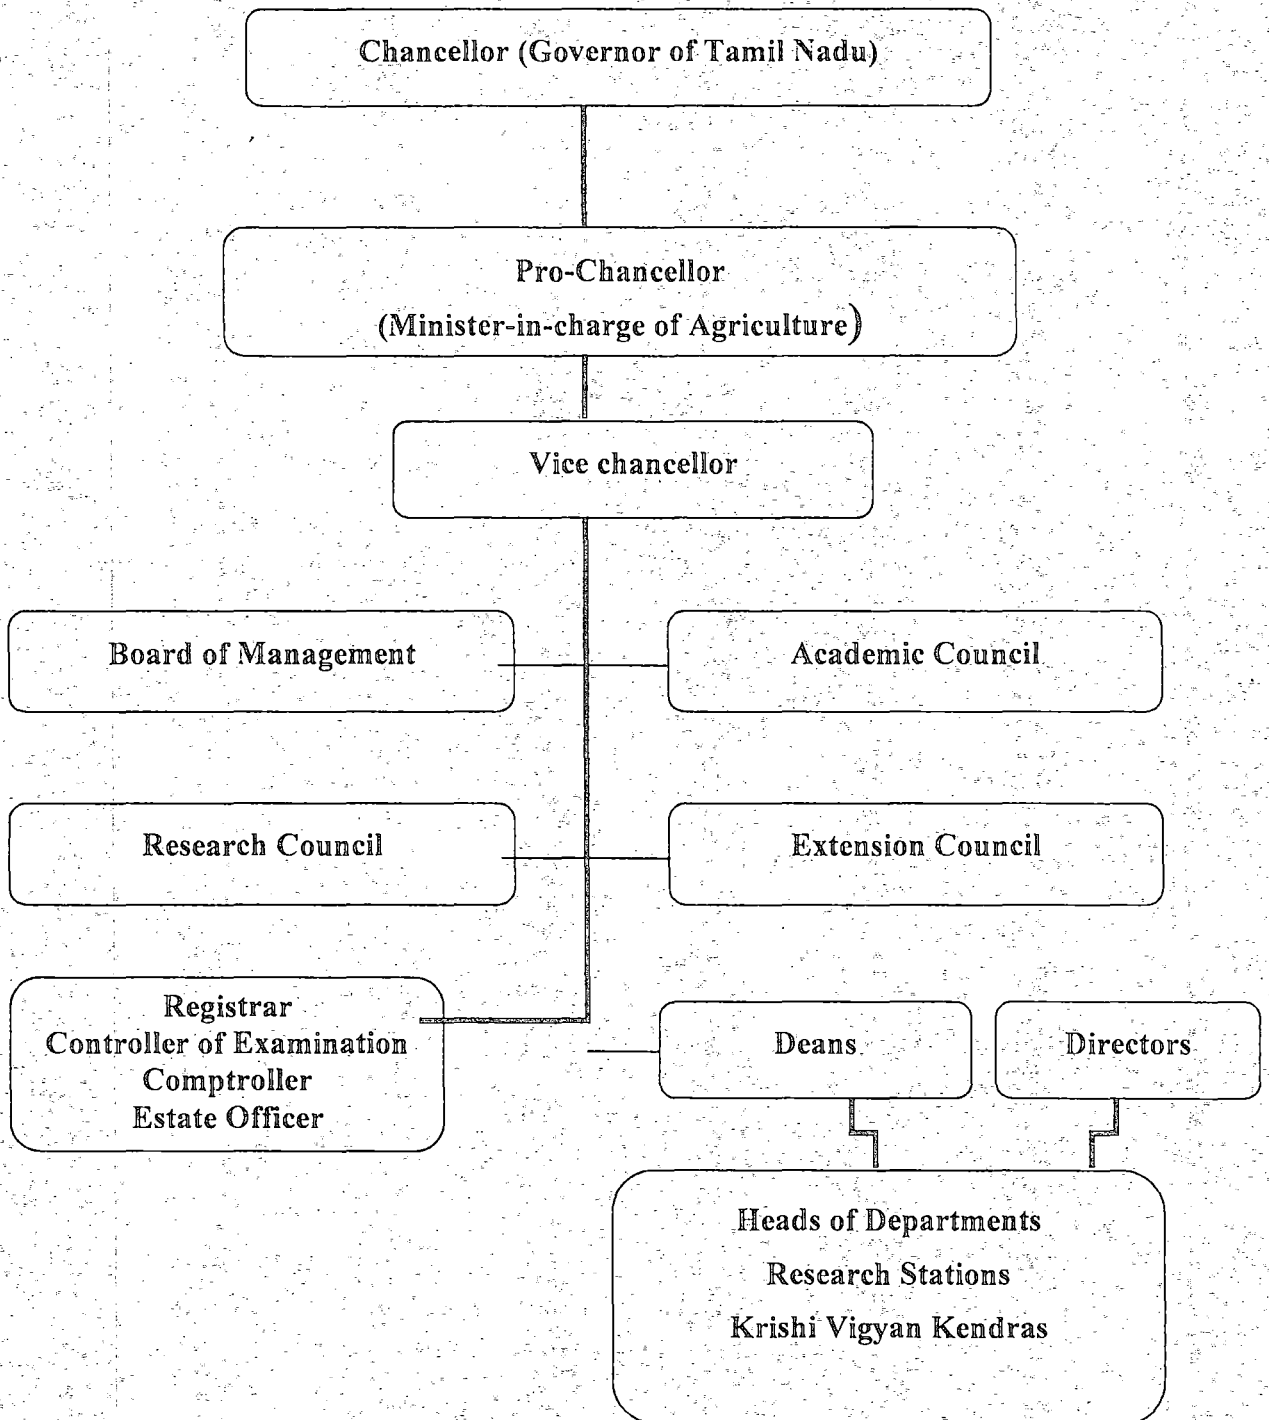 Chancellor (Governor of Tamil Nadu)
Pro-Chancellor
(Minister-in-charge of Agriculture)
Vice chancellor
Board of Management
Academic Council
Research Council
Extension Council
Registrar
Controller of Examination
Comptroller
Estate Officer
Deans
Directors
Heads of Departments
Research Stations
Krishi Vigyan Kendras